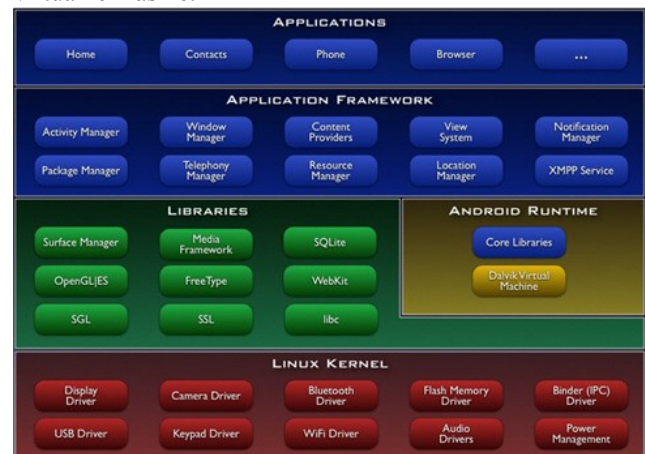 APPLICATIONS
Home
Contacts
Phone
Browser
...
APPLICATION FRAMEWORK
Activity Manager
Window
Manager
Content
Providers
View
System
Notification
Manager
Package Manager
Telephony
Manager
Resource
Manager
Location
Manager
XMPP Service
LIBRARIES
Surface Manager
Media
Framework
SQLite
OpenGL|ES
FreeType
WebKit
SGL
SSL
libc
ANDROID RUNTIME
Core Libraries
Dalvik Virtual
Machine
LINUX KERNEL
Display
Driver
Camera Driver
Bluetooth
Driver
Flash Memory
Driver
Binder (IPC)
Driver
USB Driver
Keypad Driver
WiFi Driver
Audio
Drivers
Power
Management